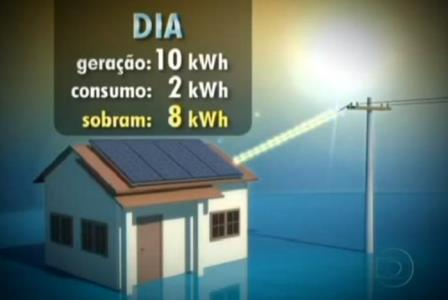 DIA
geração: 10 kWh
consumo: 2 kWh
sobram: 8 kWh